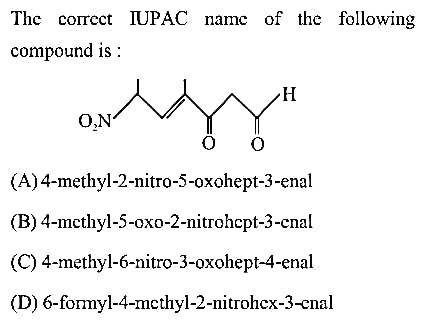 The correct IUPAC name of the following
compound is :
H
O₂N
O O
(A) 4-methyl-2-nitro-5-oxohept-3-enal
(B) 4-methyl-5-oxo-2-nitrohept-3-enal
(C) 4-methyl-6-nitro-3-oxohept-4-enal
(D) 6-formyl-4-methyl-2-nitrohex-3-enal